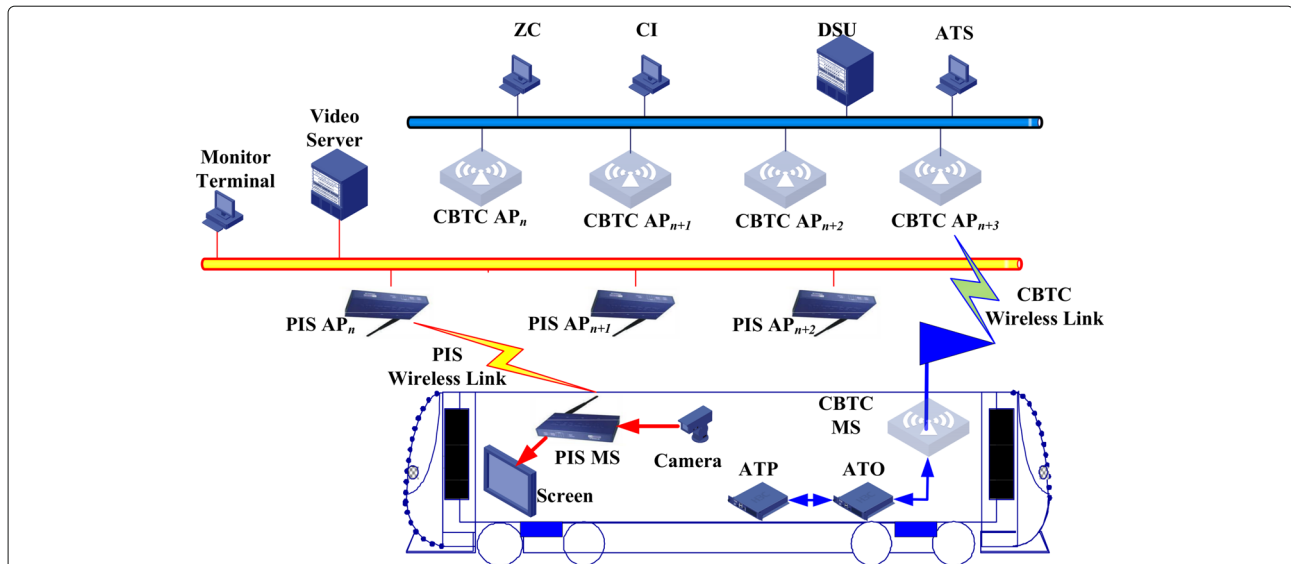 ZC
CI
DSU
ATS
Video
Server
Monitor
Terminal
CBTC APn
CBTC APn+1
CBTC APn+2
CBTC APn+3
PIS APn
PIS APn+1
PIS APn+2
CBTC
Wireless Link
PIS
Wireless Link
CBTC
MS
PIS MS
Camera
Screen
ATP
ATO